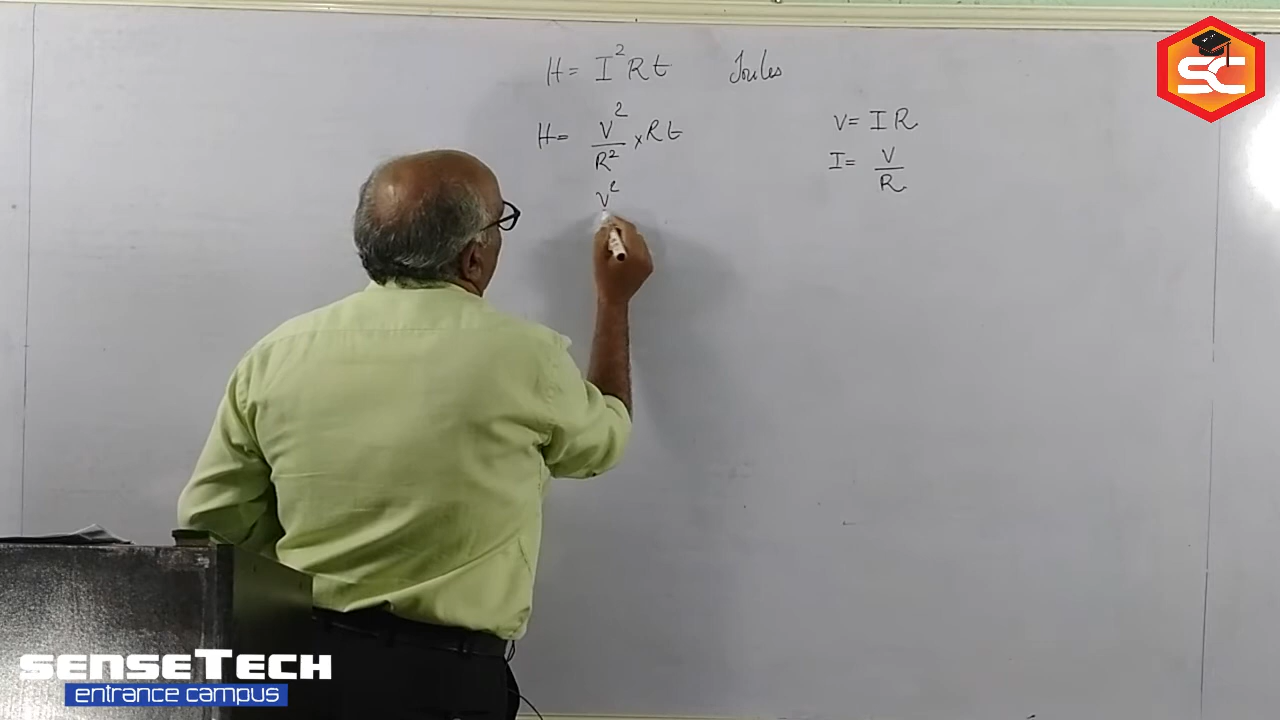 H = I²Rt Joules
H = V²/R² × Rt
V²
V = IR
I = V/R
SC
SENSETECH
entrance campus